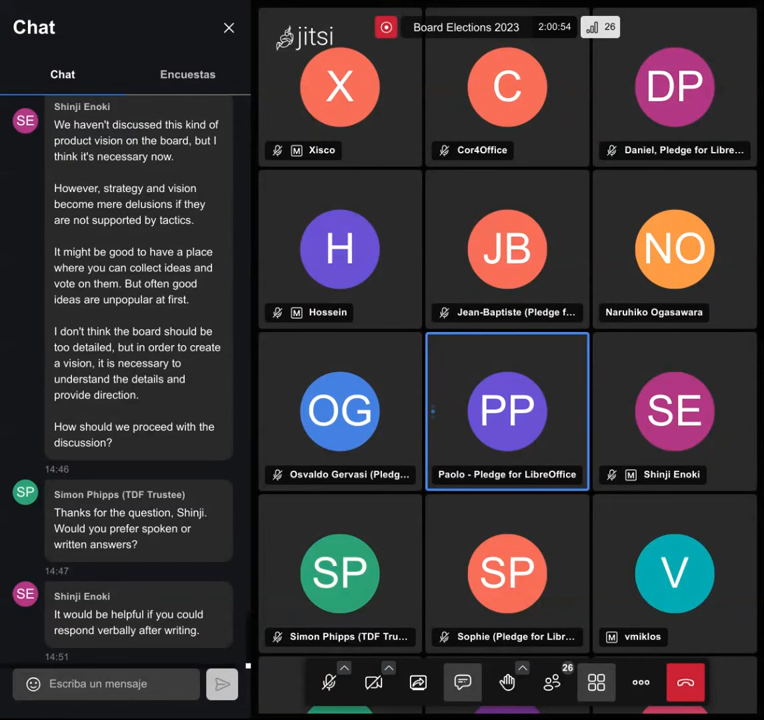 Chat
Chat
Encuestas
SE
Shinji Enoki
We haven't discussed this kind of
product vision on the board, but I
think it's necessary now.
However, strategy and vision
become mere delusions if they
are not supported by tactics.
It might be good to have a place
where you can collect ideas and
vote on them. But often good
ideas are unpopular at first.
I don't think the board should be
too detailed, but in order to create
a vision, it is necessary to
understand the details and
provide direction.
How should we proceed with the
discussion?
14:46
SP
Simon Phipps (TDF Trustee)
Thanks for the question, Shinji.
Would you prefer spoken or
written answers?
14:47
SE
Shinji Enoki
It would be helpful if you could
respond verbally after writing.
14:51
Escriba un mensaje
jitsi
Board Elections 2023
2:00:54
26
X
M Xisco
C
Cor4Office
DP
Daniel, Pledge for Libre...
H
M Hossein
JB
Jean-Baptiste (Pledge f...
NO
Naruhiko Ogasawara
OG
Osvaldo Gervasi (Pledg...
PP
Paolo - Pledge for LibreOffice
SE
M Shinji Enoki
SP
Simon Phipps (TDF Tru...
SP
Sophie (Pledge for Libr...
V
M vmiklos
26